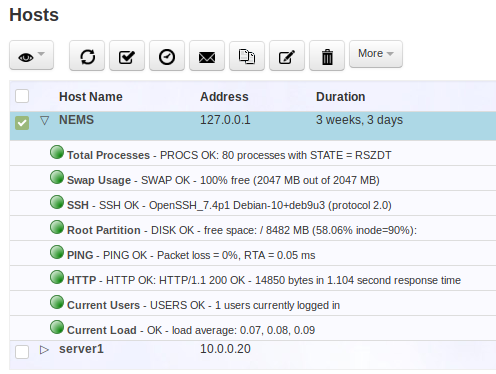 Hosts
More
Host Name Address Duration
NEMS 127.0.0.1 3 weeks, 3 days
Total Processes - PROCS OK: 80 processes with STATE = RSZDT
Swap Usage - SWAP OK - 100% free (2047 MB out of 2047 MB)
SSH - SSH OK - OpenSSH_7.4p1 Debian-10+deb9u3 (protocol 2.0)
Root Partition - DISK OK - free space: / 8482 MB (58.06% inode=90%):
PING - PING OK - Packet loss = 0%, RTA = 0.05 ms
HTTP - HTTP OK: HTTP/1.1 200 OK - 14850 bytes in 1.104 second response time
Current Users - USERS OK - 1 users currently logged in
Current Load - OK - load average: 0.07, 0.08, 0.09
server1 10.0.0.20